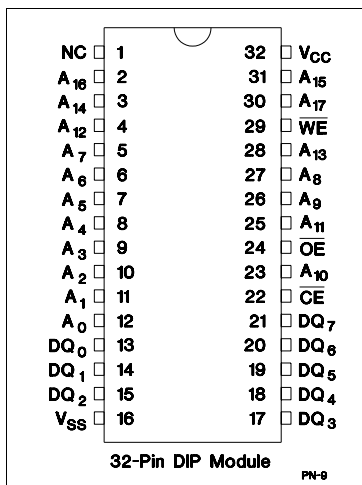 NC 1 32 VCC
A16 2 31 A15
A14 3 30 A17
A12 4 29 W̅E̅
A7 5 28 A13
A6 6 27 A8
A5 7 26 A9
A4 8 25 A11
A3 9 24 O̅E̅
A2 10 23 A10
A1 11 22 C̅E̅
A0 12 21 DQ7
DQ0 13 20 DQ6
DQ1 14 19 DQ5
DQ2 15 18 DQ4
VSS 16 17 DQ3
32-Pin DIP Module
PN-9